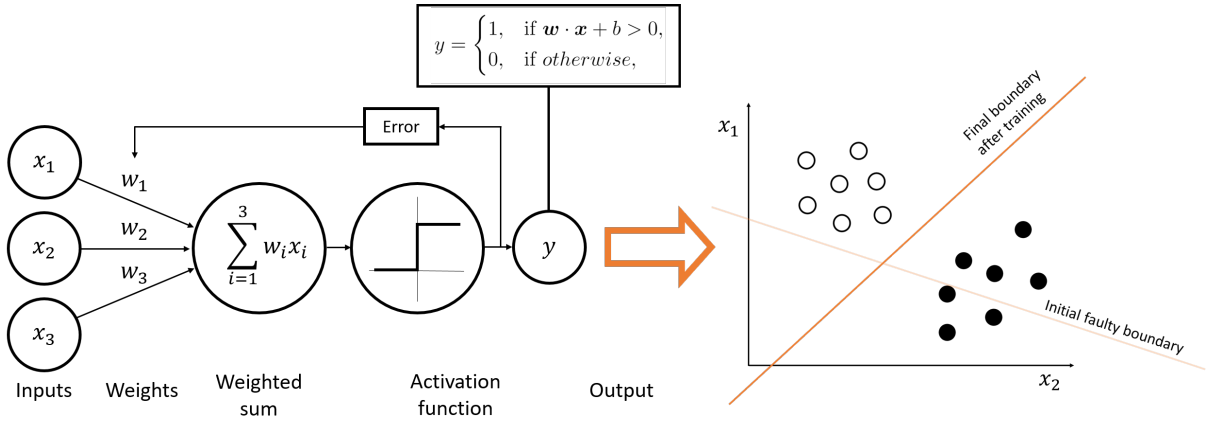 y = {1, if w · x + b > 0,
0, if otherwise,
Error
x₁
x₂
x₃
w₁
w₂
w₃
3
∑ wᵢxᵢ
i=1
y
Inputs
Weights
Weighted
sum
Activation
function
Output
x₁
x₂
Final boundary
after training
Initial faulty boundary